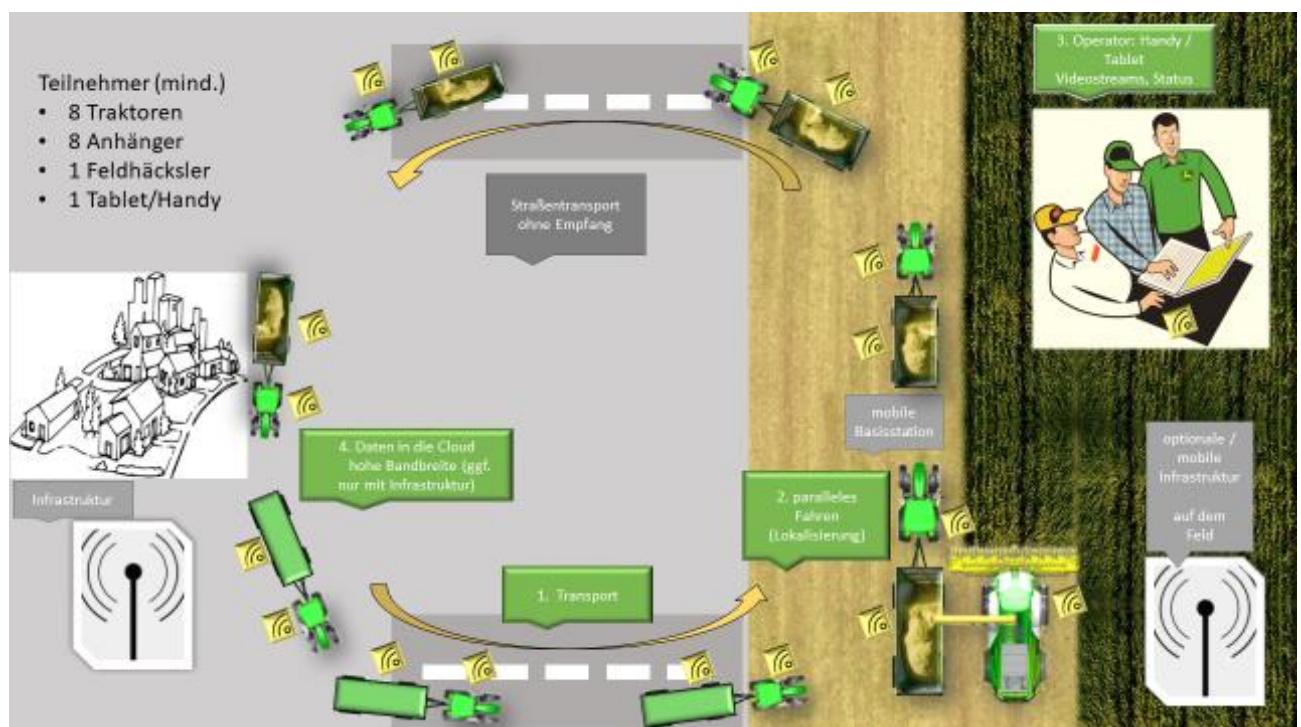 Teilnehmer (mind.)
• 8 Traktoren
• 8 Anhänger
• 1 Feldhäcksler
• 1 Tablet/Handy
3. Operator: Handy /
Tablet
Videostreams, Status
Straßentransport
ohne Empfang
mobile
Basisstation
optionale /
mobile
Infrastruktur
auf dem
Feld
4. Daten in die Cloud
hohe Bandbreite (ggf.
nur mit Infrastruktur)
2. paralleles
Fahren
(Lokalisierung)
Infrastruktur
1. Transport